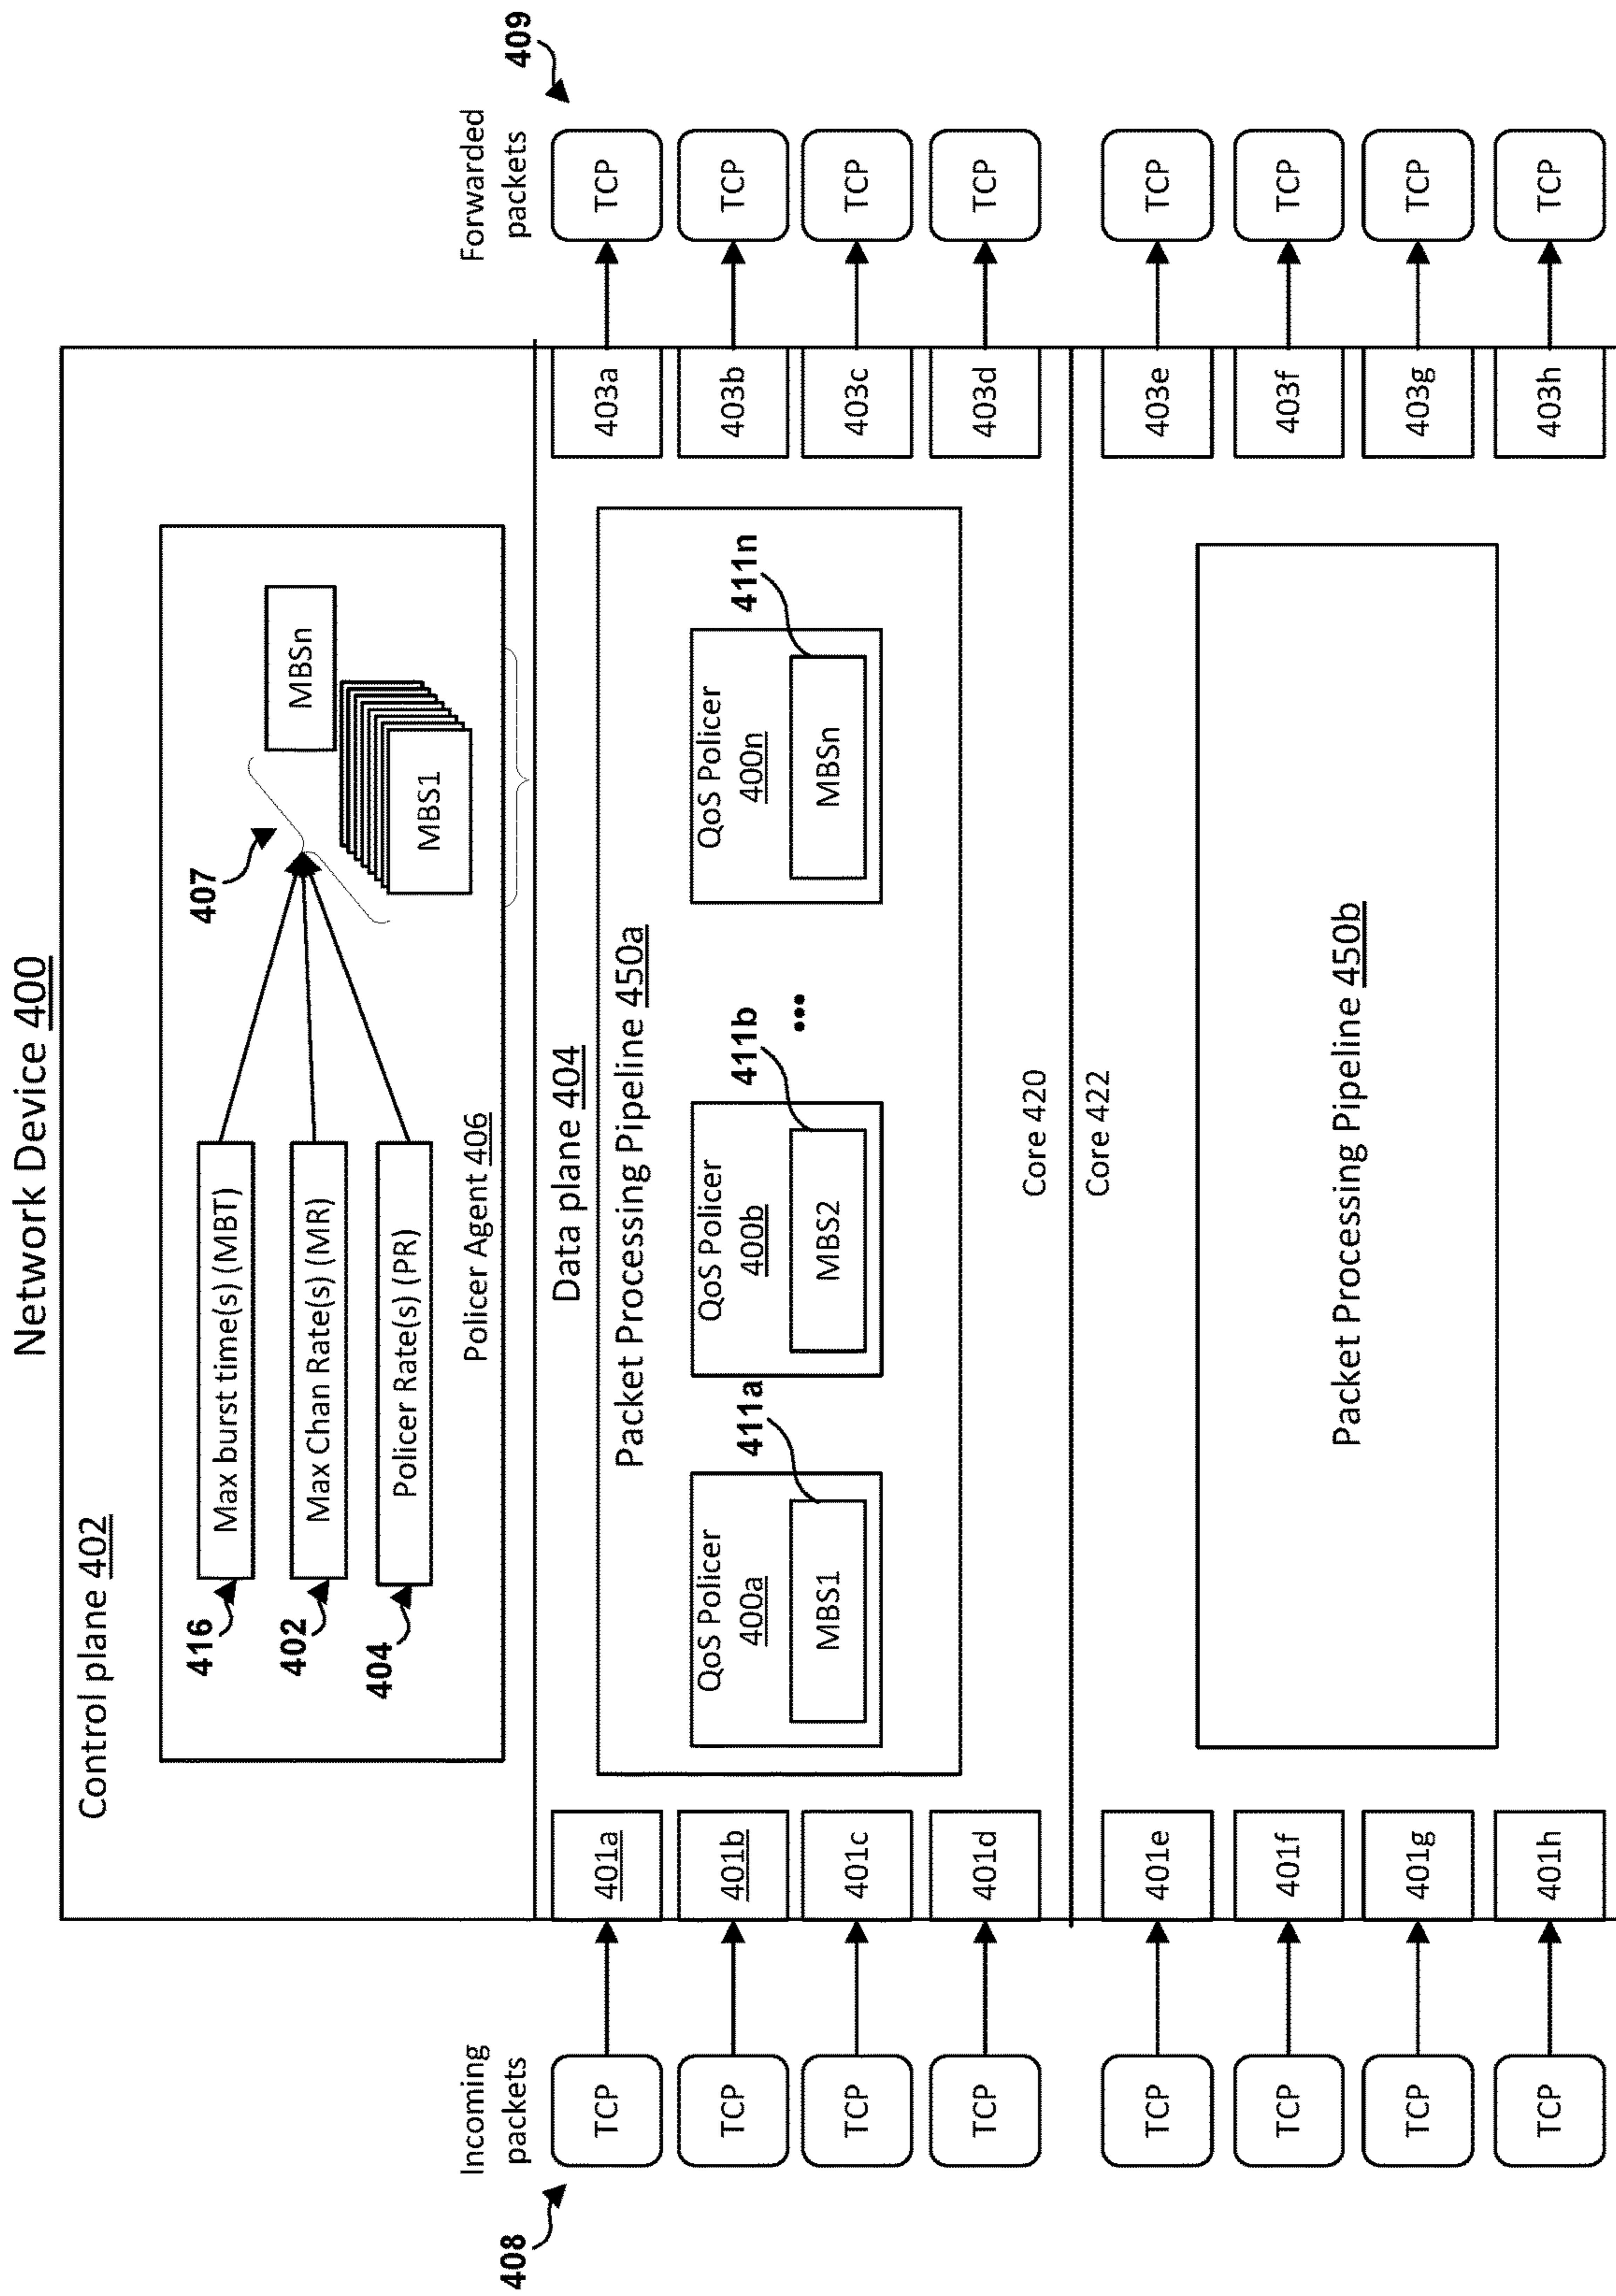 Network Device 400
Control plane 402
416
Max burst time(s) (MBT)
402
Max Chan Rate(s) (MR)
404
Policer Rate(s) (PR)
407
MBSn
MBS1
Policer Agent 406
Incoming
packets
408
Forwarded
packets
409
Data plane 404
Packet Processing Pipeline 450a
TCP
401a
403a
TCP
TCP
401b
403b
TCP
TCP
401c
403c
TCP
TCP
401d
403d
TCP
QoS Policer
400a
MBS1
411a
QoS Policer
400b
MBS2
411b
...
QoS Policer
400n
MBSn
411n
Core 420
Core 422
TCP
401e
403e
TCP
TCP
401f
403f
TCP
TCP
401g
403g
TCP
TCP
401h
403h
TCP
Packet Processing Pipeline 450b